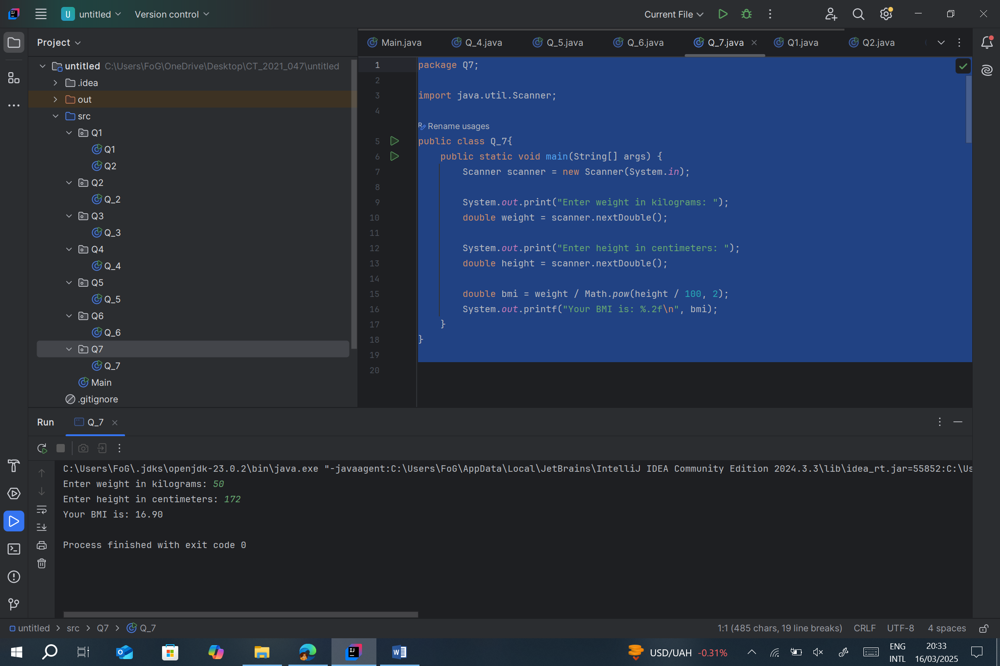 U untitled Version control Current File
Project
Main.java Q_4.java Q_5.java Q_6.java Q_7.java Q1.java Q2.java
untitled C:\Users\FoG\OneDrive\Desktop\CT_2021_047\untitled
.idea
out
src
Q1
Q1
Q2
Q2
Q_2
Q3
Q_3
Q4
Q_4
Q5
Q_5
Q6
Q_6
Q7
Q_7
Main
.gitignore
1 package Q7;
2
3 import java.util.Scanner;
4
Rename usages
5 public class Q_7{
6 public static void main(String[] args) {
7 Scanner scanner = new Scanner(System.in);
8
9 System.out.print("Enter weight in kilograms: ");
10 double weight = scanner.nextDouble();
11
12 System.out.print("Enter height in centimeters: ");
13 double height = scanner.nextDouble();
14
15 double bmi = weight / Math.pow(height / 100, 2);
16 System.out.printf("Your BMI is: %.2f\n", bmi);
17 }
18 }
19
20
Run Q_7
C:\Users\FoG\.jdks\openjdk-23.0.2\bin\java.exe "-javaagent:C:\Users\FoG\AppData\Local\JetBrains\IntelliJ IDEA Community Edition 2024.3.3\lib\idea_rt.jar=55852:C:\Us
Enter weight in kilograms: 50
Enter height in centimeters: 172
Your BMI is: 16.90
Process finished with exit code 0
untitled > src > Q7 > Q_7 1:1 (485 chars, 19 line breaks) CRLF UTF-8 4 spaces
USD/UAH -0.31% ENG INTL 20:33 16/03/2025